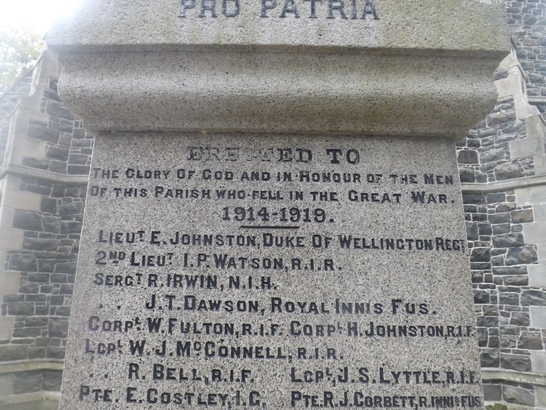 PRO PATRIA
ERECTED TO
THE GLORY OF GOD AND IN HONOUR OF THE MEN
OF THIS PARISH WHO FELL IN THE GREAT WAR.
1914-1919.
LIEUT E. JOHNSTON, DUKE OF WELLINGTON REGT
2ND LIEUT I.P. WATSON, R.I.R.
SERGT R. IRWIN, N.I.H.
.. J.T. DAWSON, ROYAL INNIS FUS.
CORPL W. FULTON, R.I.F. CORPL H. JOHNSTON, R.I.F.
LCPL W.J. MCCONNELL, R.I.R.
.. R. BELL, R.I.F. LCPL J.S. LYTTLE, R.I.F.
PTE. E. COSTLEY, I.G. PTE. R.J. CORBETT, R.INNIS FUS.